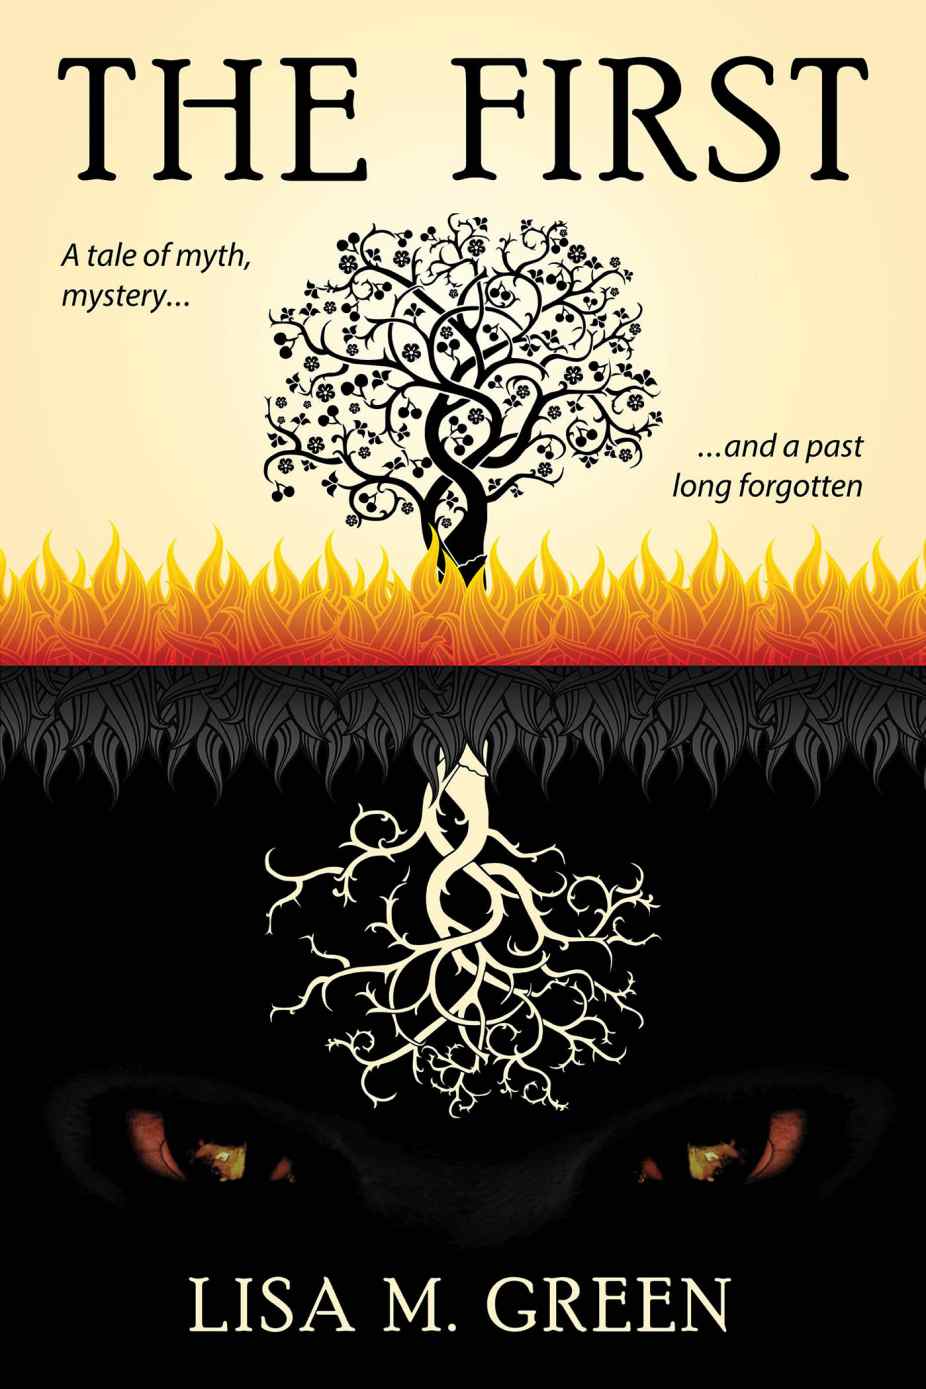 THE FIRST
A tale of myth,
mystery...
...and a past
long forgotten
LISA M. GREEN